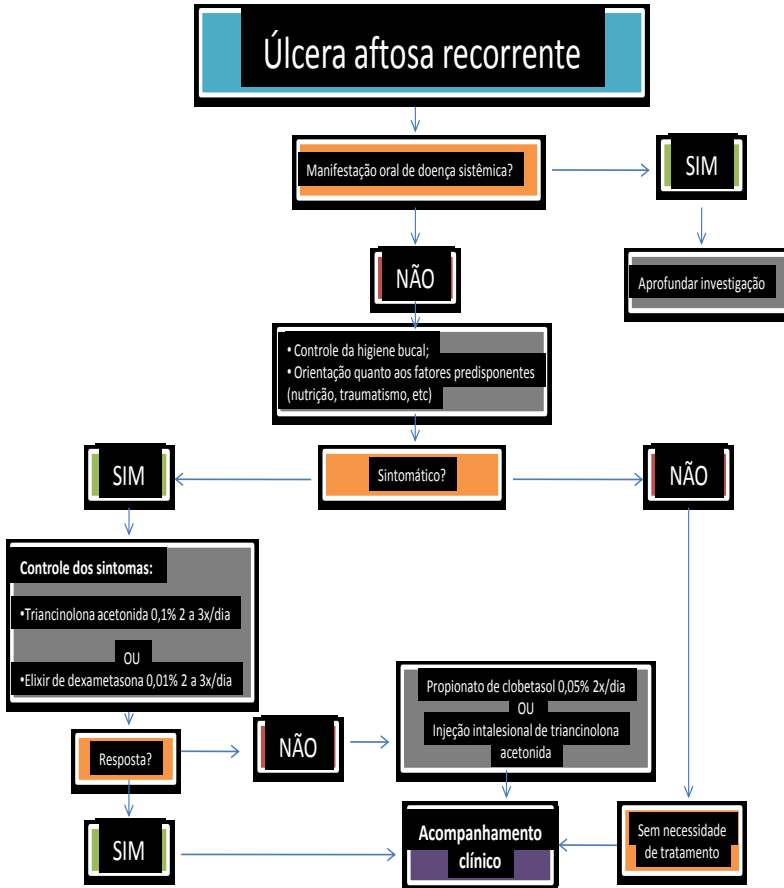 Úlcera aftosa recorrente
Manifestação oral de doença sistêmica?
SIM
NÃO
Aprofundar investigação
• Controle da higiene bucal;
• Orientação quanto aos fatores predisponentes
(nutrição, traumatismo, etc)
SIM
Sintomático?
NÃO
Controle dos sintomas:
•Triancinolona acetonida 0,1% 2 a 3x/dia
OU
•Elixir de dexametasona 0,01% 2 a 3x/dia
Propionato de clobetasol 0,05% 2x/dia
OU
Injeção intalesional de triancinolona
acetonida
Resposta?
NÃO
SIM
Acompanhamento
clínico
Sem necessidade
de tratamento